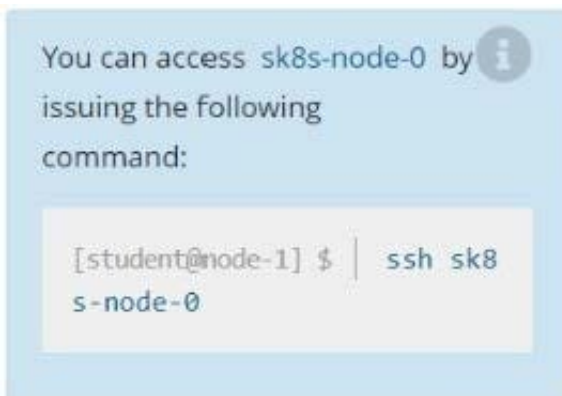 You can access sk8s-node-0 by
issuing the following
command:
[student@node-1] $ | ssh sk8
s-node-0